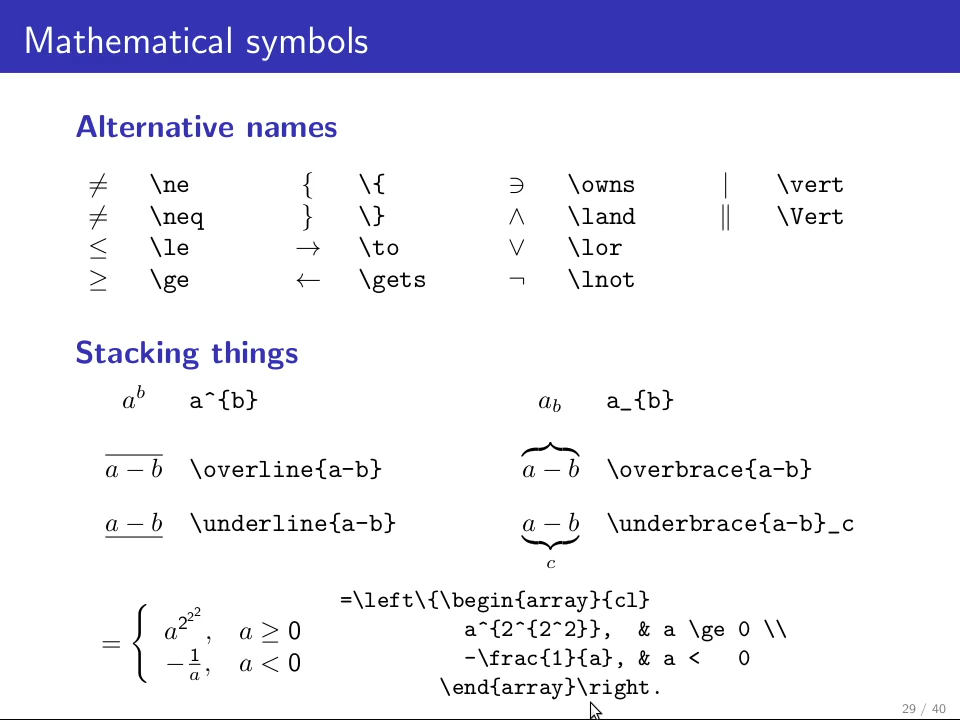 Mathematical symbols
Alternative names
≠ \ne { \{ ∋ \owns | \vert
≠ \neq } \} ∧ \land ‖ \Vert
≤ \le → \to ∨ \lor
≥ \ge ← \gets ¬ \lnot
Stacking things
a^b a^{b} a_b a_{b}
a − b \overline{a-b} a − b \overbrace{a-b}
a − b \underline{a-b} a − b \underbrace{a-b}_c
c
=\left\{\begin{array}{cl}
= { a^{2^{2^2}}, a ≥ 0 a^{2^{2^2}}, & a \ge 0 \\
−1/a, a < 0 -\frac{1}{a}, & a < 0
\end{array}\right.
29 / 40